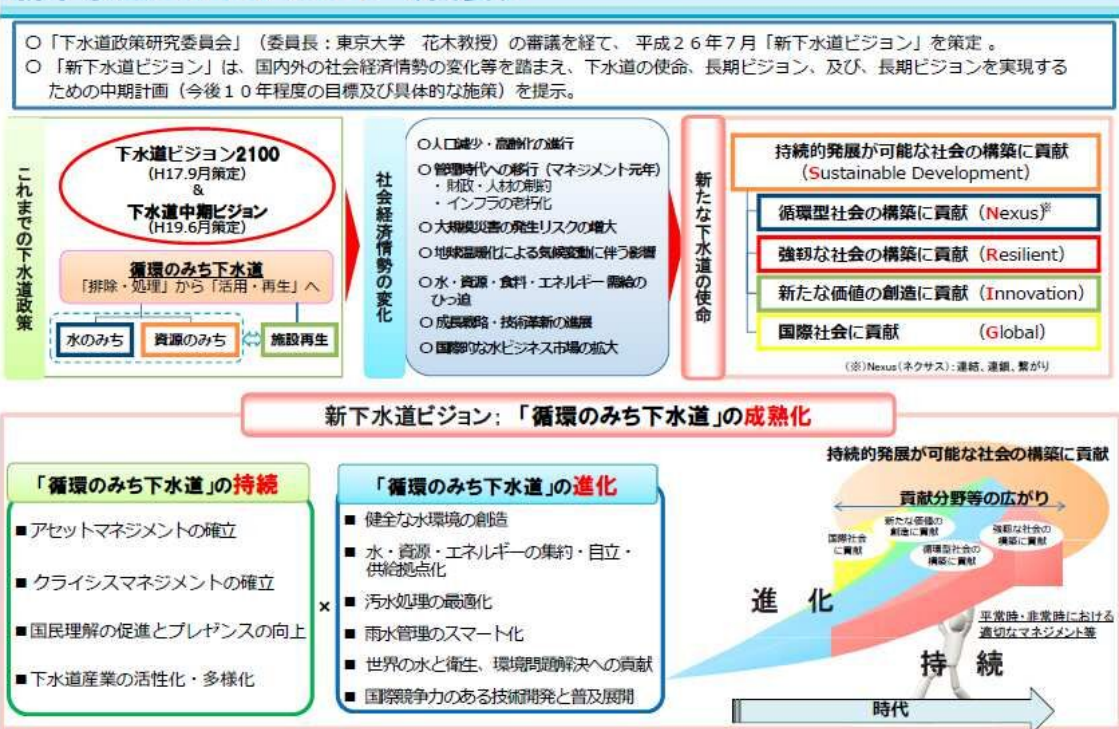 〇「下水道政策研究委員会」(委員長:東京大学 花木教授)の審議を経て、平成26年7月「新下水道ビジョン」を策定。
〇「新下水道ビジョン」は、国内外の社会経済情勢の変化等を踏まえ、下水道の使命、長期ビジョン、及び、長期ビジョンを実現する
ための中期計画(今後10年程度の目標及び具体的な施策)を提示。
これまでの下水道政策
下水道ビジョン2100
(H17.9月策定)
&
下水道中期ビジョン
(H19.6月策定)
循環のみち下水道
「排除・処理」から「活用・再生」へ
水のみち
資源のみち
施設再生
社会経済情勢の変化
〇人口減少・高齢化の進行
〇管理時代への移行(マネジメント元年)
・財政・人材の制約
・インフラの老朽化
〇大規模災害の発生リスクの増大
〇地球温暖化による気候変動に伴う影響
〇水・資源・食料・エネルギー需給の
ひっ迫
〇成長戦略・技術革新の進展
〇国際的な水ビジネス市場の拡大
新たな下水道の使命
持続的発展が可能な社会の構築に貢献
(Sustainable Development)
循環型社会の構築に貢献(Nexus)※
強靱な社会の構築に貢献(Resilient)
新たな価値の創造に貢献(Innovation)
国際社会に貢献 (Global)
(※)Nexus(ネクサス):連結、連鎖、繋がり
新下水道ビジョン:「循環のみち下水道」の成熟化
「循環のみち下水道」の持続
■アセットマネジメントの確立
■クライシスマネジメントの確立
■国民理解の促進とプレゼンスの向上
■下水道産業の活性化・多様化
×
「循環のみち下水道」の進化
■ 健全な水環境の創造
■ 水・資源・エネルギーの集約・自立・
供給拠点化
■ 汚水処理の最適化
■ 雨水管理のスマート化
■ 世界の水と衛生、環境問題解決への貢献
■ 国際競争力のある技術開発と普及展開
持続的発展が可能な社会の構築に貢献
貢献分野等の広がり
国際社会
に貢献
新たな価値の
創造に貢献
循環型社会の
構築に貢献
強靱な社会の
構築に貢献
進 化
平常時・非常時における
適切なマネジメント等
持 続
時代